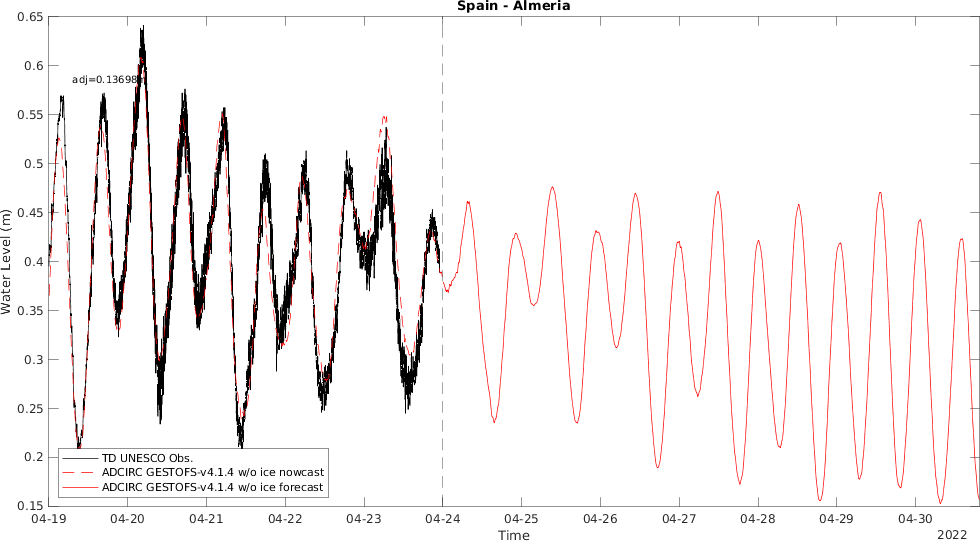 Spain - Almeria
0.65
0.6
0.55
0.5
0.45
0.4
0.35
0.3
0.25
0.2
0.15
Water Level (m)
adj=0.13698
TD UNESCO Obs.
ADCIRC GESTOFS-v4.1.4 w/o ice nowcast
ADCIRC GESTOFS-v4.1.4 w/o ice forecast
04-19 04-20 04-21 04-22 04-23 04-24 04-25 04-26 04-27 04-28 04-29 04-30
Time
2022